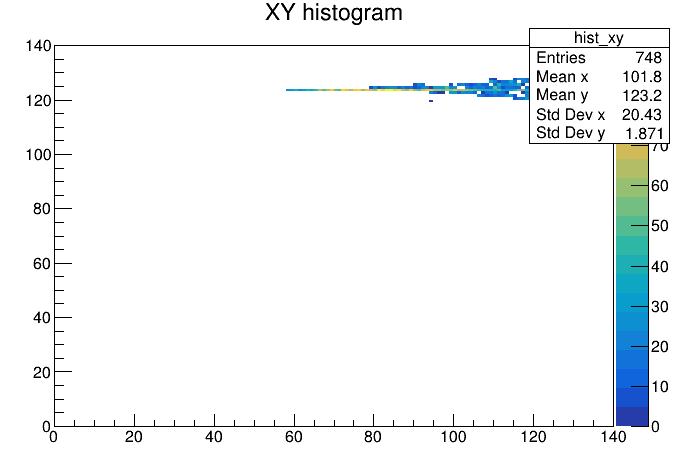 XY histogram
hist_xy
Entries 748
Mean x 101.8
Mean y 123.2
Std Dev x 20.43
Std Dev y 1.871
140
120
100
80
60
40
20
0
0 20 40 60 80 100 120 140
70
60
50
40
30
20
10
0